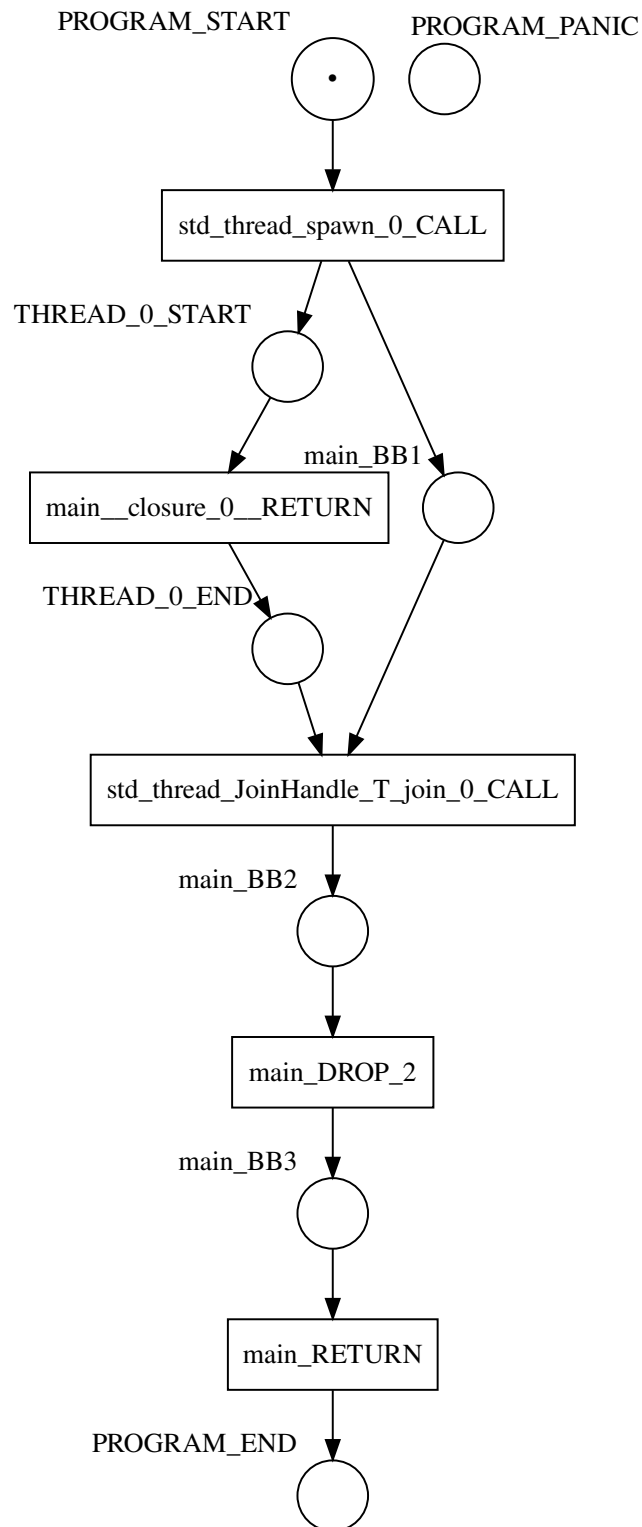 PROGRAM_START
PROGRAM_PANIC
std_thread_spawn_0_CALL
THREAD_0_START
main_BB1
main__closure_0__RETURN
THREAD_0_END
std_thread_JoinHandle_T_join_0_CALL
main_BB2
main_DROP_2
main_BB3
main_RETURN
PROGRAM_END